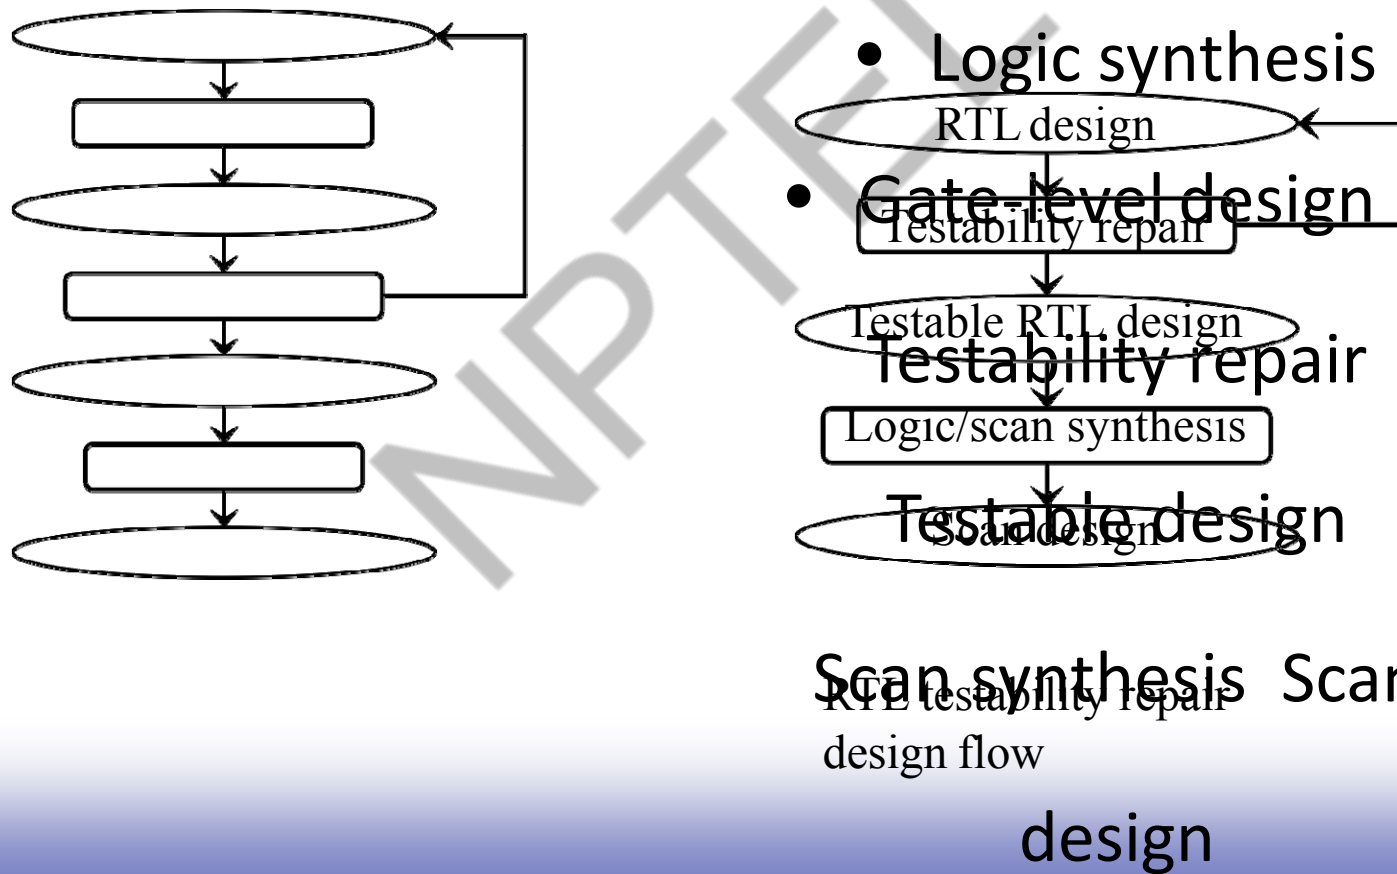 • Logic synthesis
RTL design
• Gate-level design
Testability repair
Testable RTL design
Testability repair
Logic/scan synthesis
Testable design
Scan design
Scan synthesis Scan
RTL testability repair
design flow
design
NPTEL